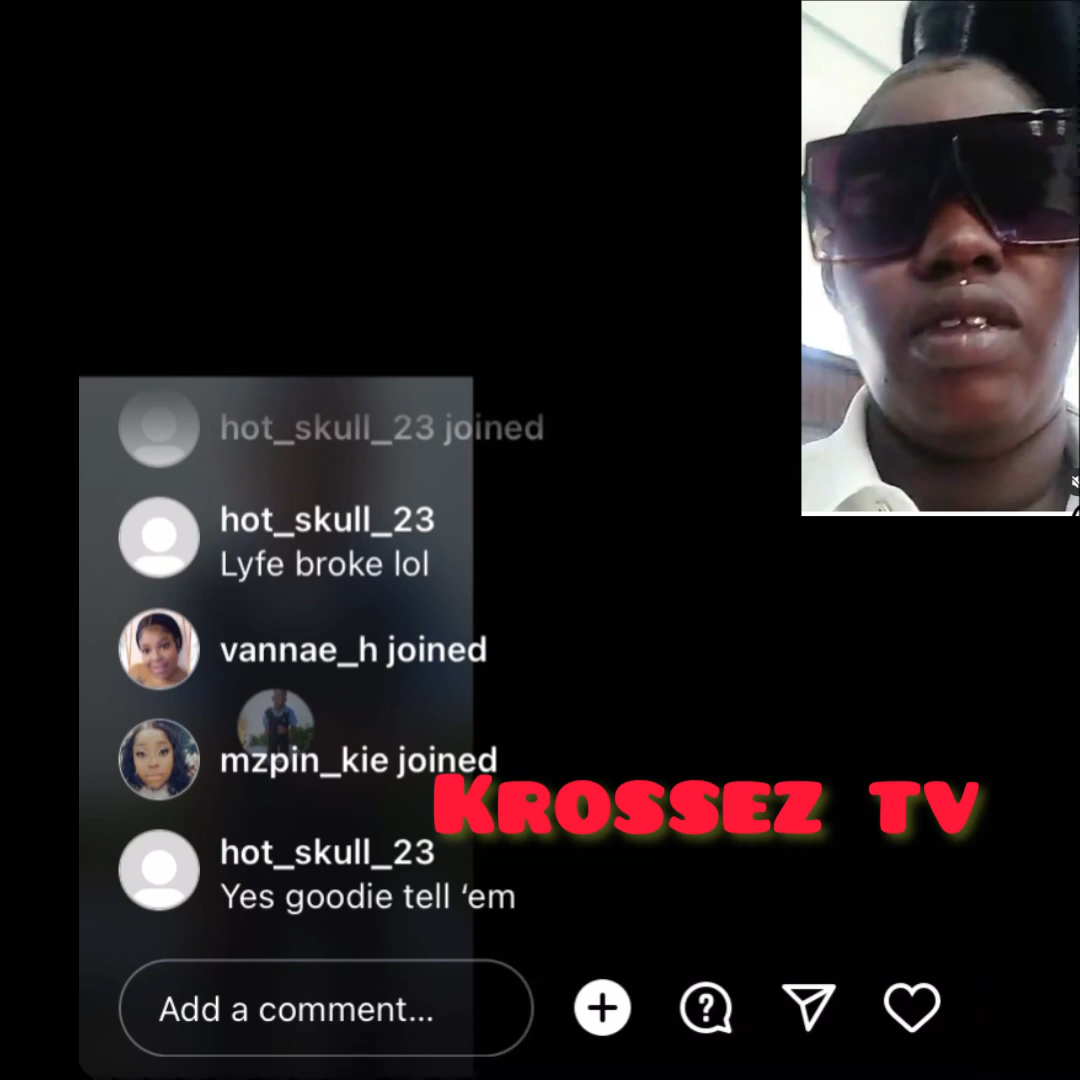 hot_skull_23 joined
hot_skull_23
Lyfe broke lol
vannae_h joined
mzpin_kie joined
KROSSEZ TV
hot_skull_23
Yes goodie tell ‘em
Add a comment...